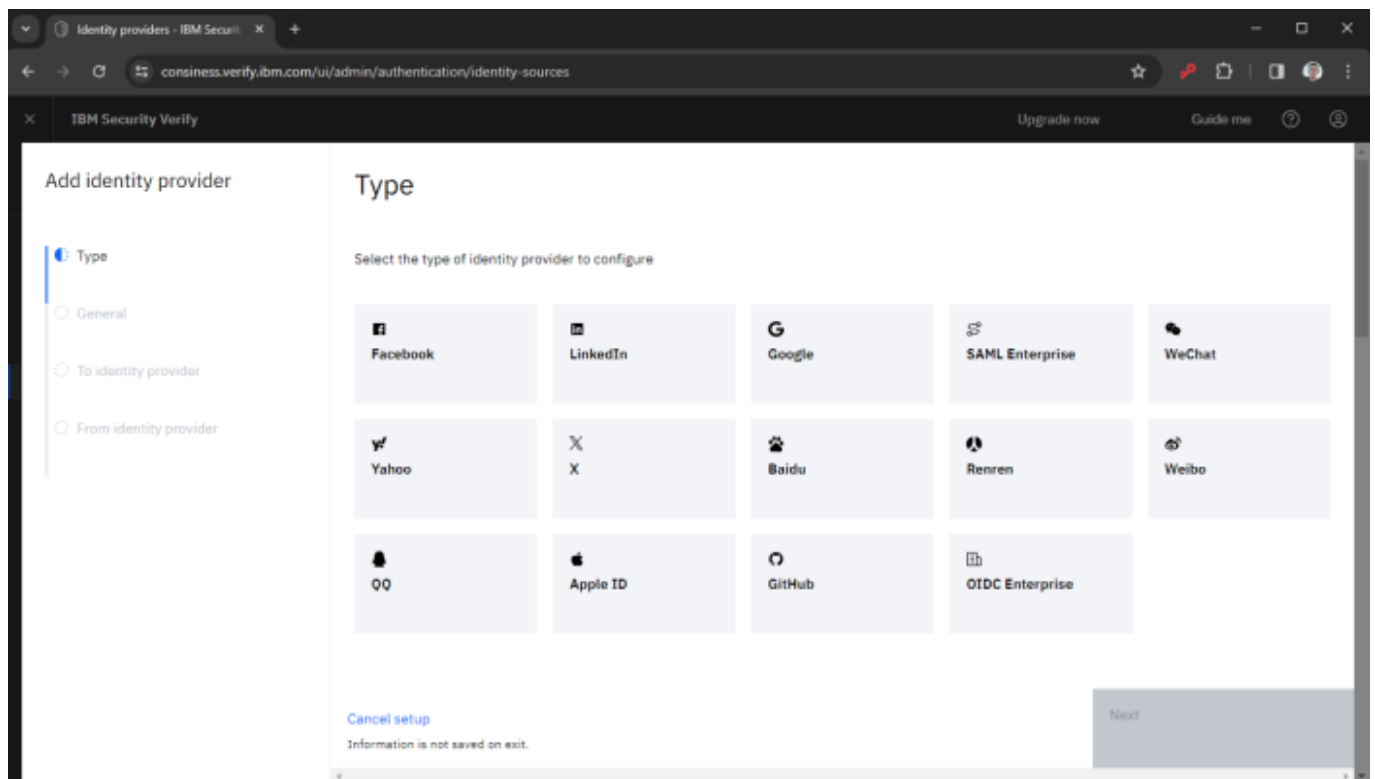 Identity providers - IBM Securit
consiness.verify.ibm.com/ui/admin/authentication/identity-sources
IBM Security Verify
Upgrade now
Guide me
Add identity provider
Type
General
To identity provider
From identity provider
Type
Select the type of identity provider to configure
Facebook
LinkedIn
Google
SAML Enterprise
WeChat
Yahoo
X
Baidu
Renren
Weibo
QQ
Apple ID
GitHub
OIDC Enterprise
Cancel setup
Information is not saved on exit.
Next